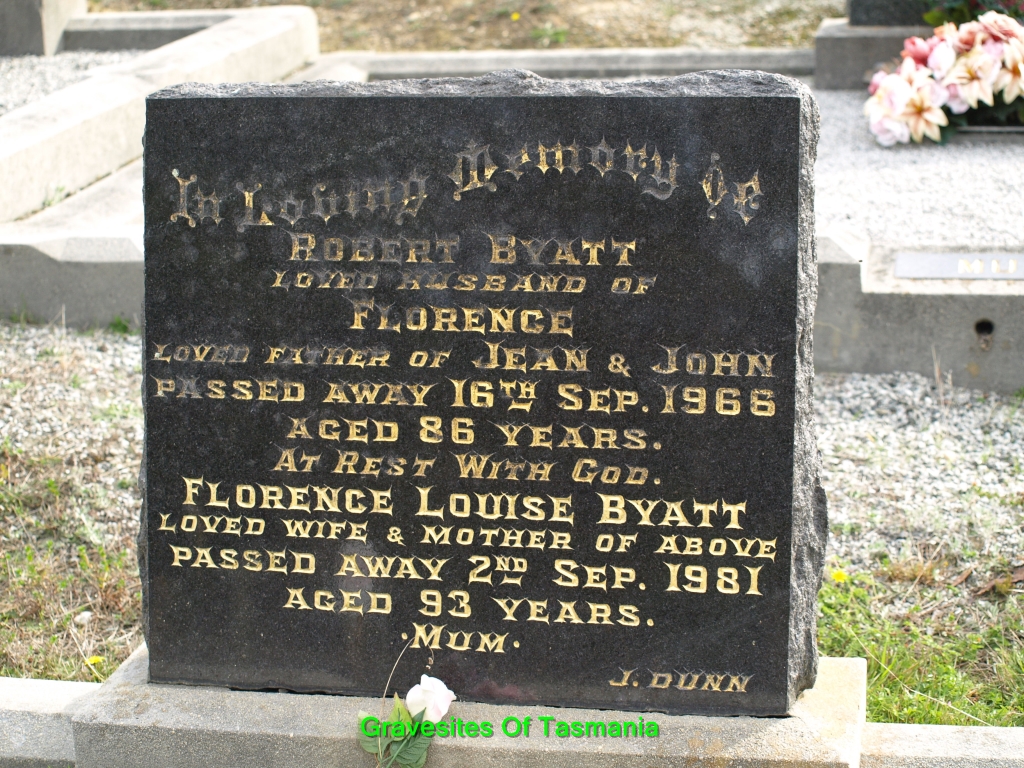 In Loving Memory of
ROBERT BYATT
LOVED HUSBAND OF
FLORENCE
LOVED FATHER OF JEAN & JOHN
PASSED AWAY 16TH SEP. 1966
AGED 86 YEARS.
AT REST WITH GOD.
FLORENCE LOUISE BYATT
LOVED WIFE & MOTHER OF ABOVE
PASSED AWAY 2ND SEP. 1981
AGED 93 YEARS.
·MUM·
J. DUNN
Gravesites Of Tasmania